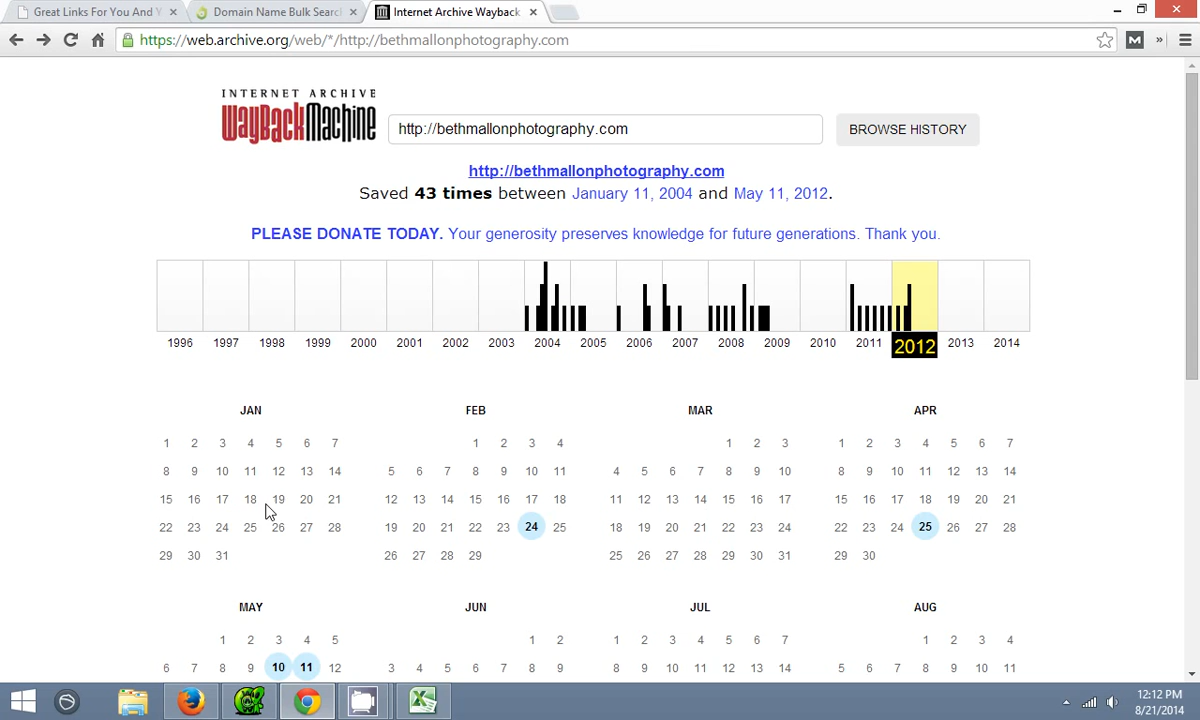 Great Links For You And Y
Domain Name Bulk Searc
Internet Archive Wayback
https://web.archive.org/web/*/http://bethmallonphotography.com
M
»
INTERNET ARCHIVE
WayBackMachine
http://bethmallonphotography.com
BROWSE HISTORY
http://bethmallonphotography.com
Saved 43 times between January 11, 2004 and May 11, 2012.
PLEASE DONATE TODAY. Your generosity preserves knowledge for future generations. Thank you.
1996 1997 1998 1999 2000 2001 2002 2003 2004 2005 2006 2007 2008 2009 2010 2011 2012 2013 2014
JAN FEB MAR APR
1 2 3 4 5 6 7 1 2 3 4 1 2 3 1 2 3 4 5 6 7
8 9 10 11 12 13 14 5 6 7 8 9 10 11 4 5 6 7 8 9 10 8 9 10 11 12 13 14
15 16 17 18 19 20 21 12 13 14 15 16 17 18 11 12 13 14 15 16 17 15 16 17 18 19 20 21
22 23 24 25 26 27 28 19 20 21 22 23 24 25 18 19 20 21 22 23 24 22 23 24 25 26 27 28
29 30 31 26 27 28 29 25 26 27 28 29 30 31 29 30
MAY JUN JUL AUG
1 2 3 4 5 1 2 1 2 3 4 5 6 7 1 2 3 4
6 7 8 9 10 11 12 3 4 5 6 7 8 9 8 9 10 11 12 13 14 5 6 7 8 9 10 11
12:12 PM
8/21/2014